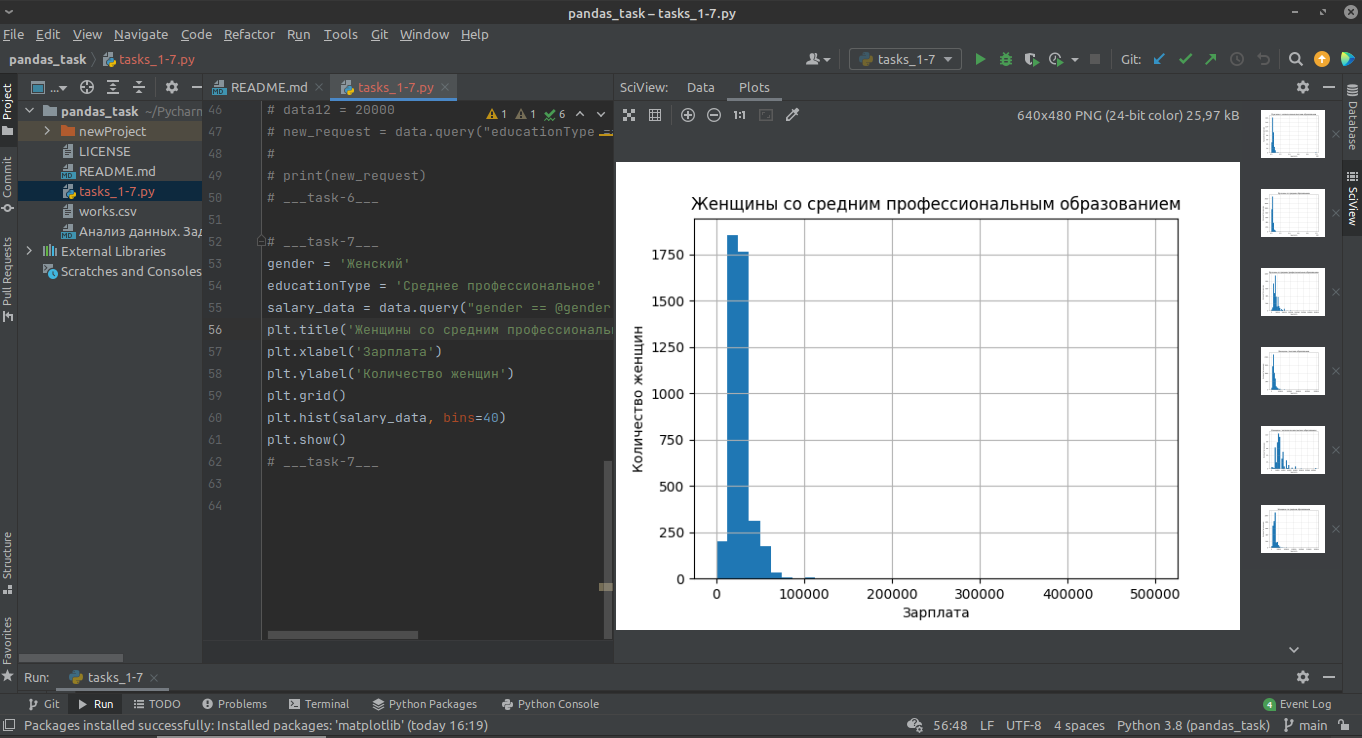 pandas_task – tasks_1-7.py
File Edit View Navigate Code Refactor Run Tools Git Window Help
pandas_task tasks_1-7.py
tasks_1-7
Git:
Project
Commit
Pull Requests
Structure
Favorites
...
pandas_task ~/Pycharm
newProject
LICENSE
README.md
tasks_1-7.py
works.csv
Анализ данных. Зад
External Libraries
Scratches and Consoles
README.md tasks_1-7.py
1 1 6
46 # data12 = 20000
47 # new_request = data.query("educationType ==
48 #
49 # print(new_request)
50 # ___task-6___
51
52 # ___task-7___
53 gender = 'Женский'
54 educationType = 'Среднее профессиональное'
55 salary_data = data.query("gender == @gender
56 plt.title('Женщины со средним профессиональн
57 plt.xlabel('Зарплата')
58 plt.ylabel('Количество женщин')
59 plt.grid()
60 plt.hist(salary_data, bins=40)
61 plt.show()
62 # ___task-7___
63
64
SciView: Data Plots
1:1
640x480 PNG (24-bit color) 25,97 kB
Женщины со средним профессиональным образованием
Количество женщин
1750
1500
1250
1000
750
500
250
0
0 100000 200000 300000 400000 500000
Зарплата
Database
SciView
Run: tasks_1-7
Git Run TODO Problems Terminal Python Packages Python Console
4 Event Log
Packages installed successfully: Installed packages: 'matplotlib' (today 16:19)
56:48 LF UTF-8 4 spaces Python 3.8 (pandas_task) main